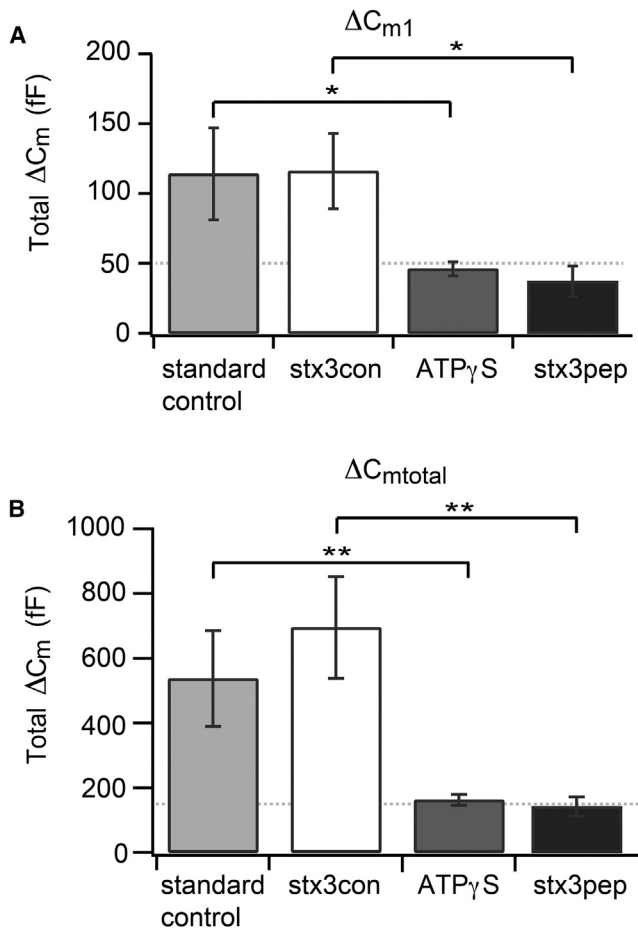 A
ΔCm1
Total ΔCm (fF)
200
150
100
50
0
*
*
standard control
stx3con
ATPγS
stx3pep
B
ΔCmtotal
Total ΔCm (fF)
1000
800
600
400
200
0
**
**
standard control
stx3con
ATPγS
stx3pep